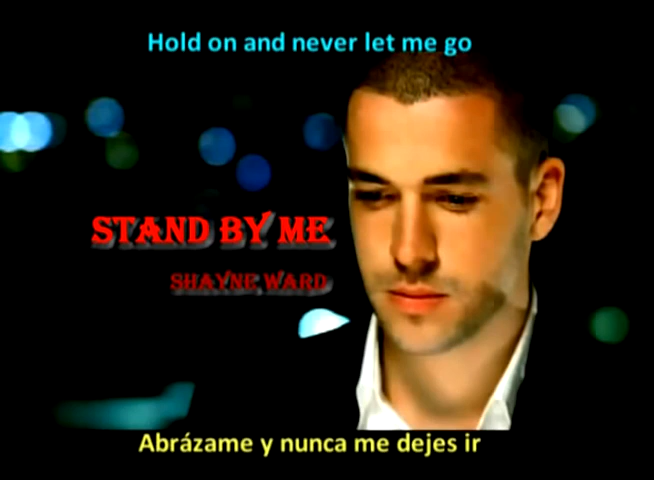 Hold on and never let me go
STAND BY ME
SHAYNE WARD
Abrázame y nunca me dejes ir